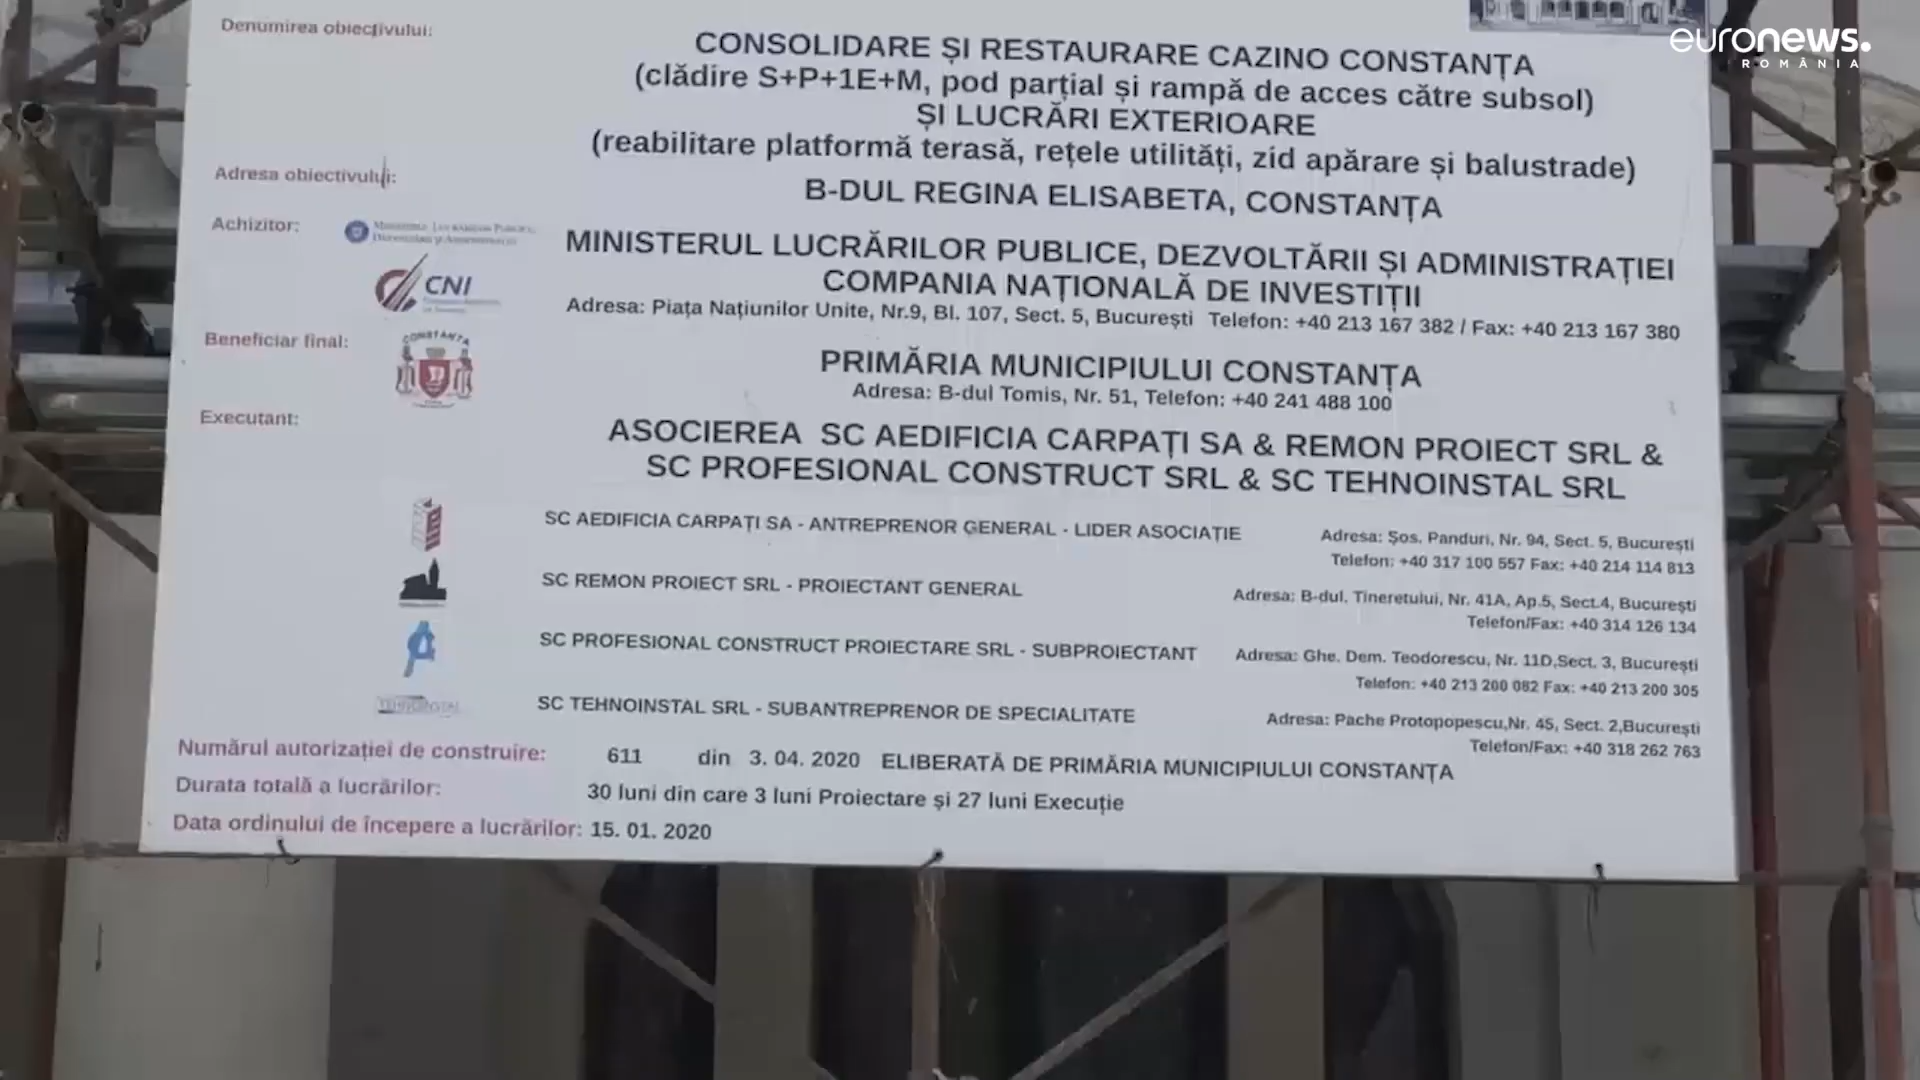 euronews.
ROMÂNIA
Denumirea obiectivului:
CONSOLIDARE ȘI RESTAURARE CAZINO CONSTANȚA
(clădire S+P+1E+M, pod parțial și rampă de acces către subsol)
ȘI LUCRĂRI EXTERIOARE
(reabilitare platformă terasă, rețele utilități, zid apărare și balustrade)
Adresa obiectivului:
B-DUL REGINA ELISABETA, CONSTANȚA
Achizitor:
MINISTERUL LUCRĂRILOR PUBLICE, DEZVOLTĂRII ȘI ADMINISTRAȚIEI
CNI
COMPANIA NAȚIONALĂ DE INVESTIȚII
Adresa: Piața Națiunilor Unite, Nr.9, Bl. 107, Sect. 5, București Telefon: +40 213 167 382 / Fax: +40 213 167 380
Beneficiar final:
CONSTANȚA
PRIMĂRIA MUNICIPIULUI CONSTANȚA
Adresa: B-dul Tomis, Nr. 51, Telefon: +40 241 488 100
Executant:
ASOCIEREA SC AEDIFICIA CARPAȚI SA & REMON PROIECT SRL &
SC PROFESIONAL CONSTRUCT SRL & SC TEHNOINSTAL SRL
SC AEDIFICIA CARPAȚI SA - ANTREPRENOR GENERAL - LIDER ASOCIAȚIE
Adresa: Șos. Panduri, Nr. 94, Sect. 5, București
Telefon: +40 317 100 557 Fax: +40 214 114 813
SC REMON PROIECT SRL - PROIECTANT GENERAL
Adresa: B-dul. Tineretului, Nr. 41A, Ap.5, Sect.4, București
Telefon/Fax: +40 314 126 134
SC PROFESIONAL CONSTRUCT PROIECTARE SRL - SUBPROIECTANT
Adresa: Ghe. Dem. Teodorescu, Nr. 11D,Sect. 3, București
Telefon: +40 213 200 082 Fax: +40 213 200 305
TEHNOINSTAL
SC TEHNOINSTAL SRL - SUBANTREPRENOR DE SPECIALITATE
Adresa: Pache Protopopescu,Nr. 45, Sect. 2,București
Telefon/Fax: +40 318 262 763
Numărul autorizației de construire: 611 din 3. 04. 2020 ELIBERATĂ DE PRIMĂRIA MUNICIPIULUI CONSTANȚA
Durata totală a lucrărilor: 30 luni din care 3 luni Proiectare și 27 luni Execuție
Data ordinului de începere a lucrărilor: 15. 01. 2020